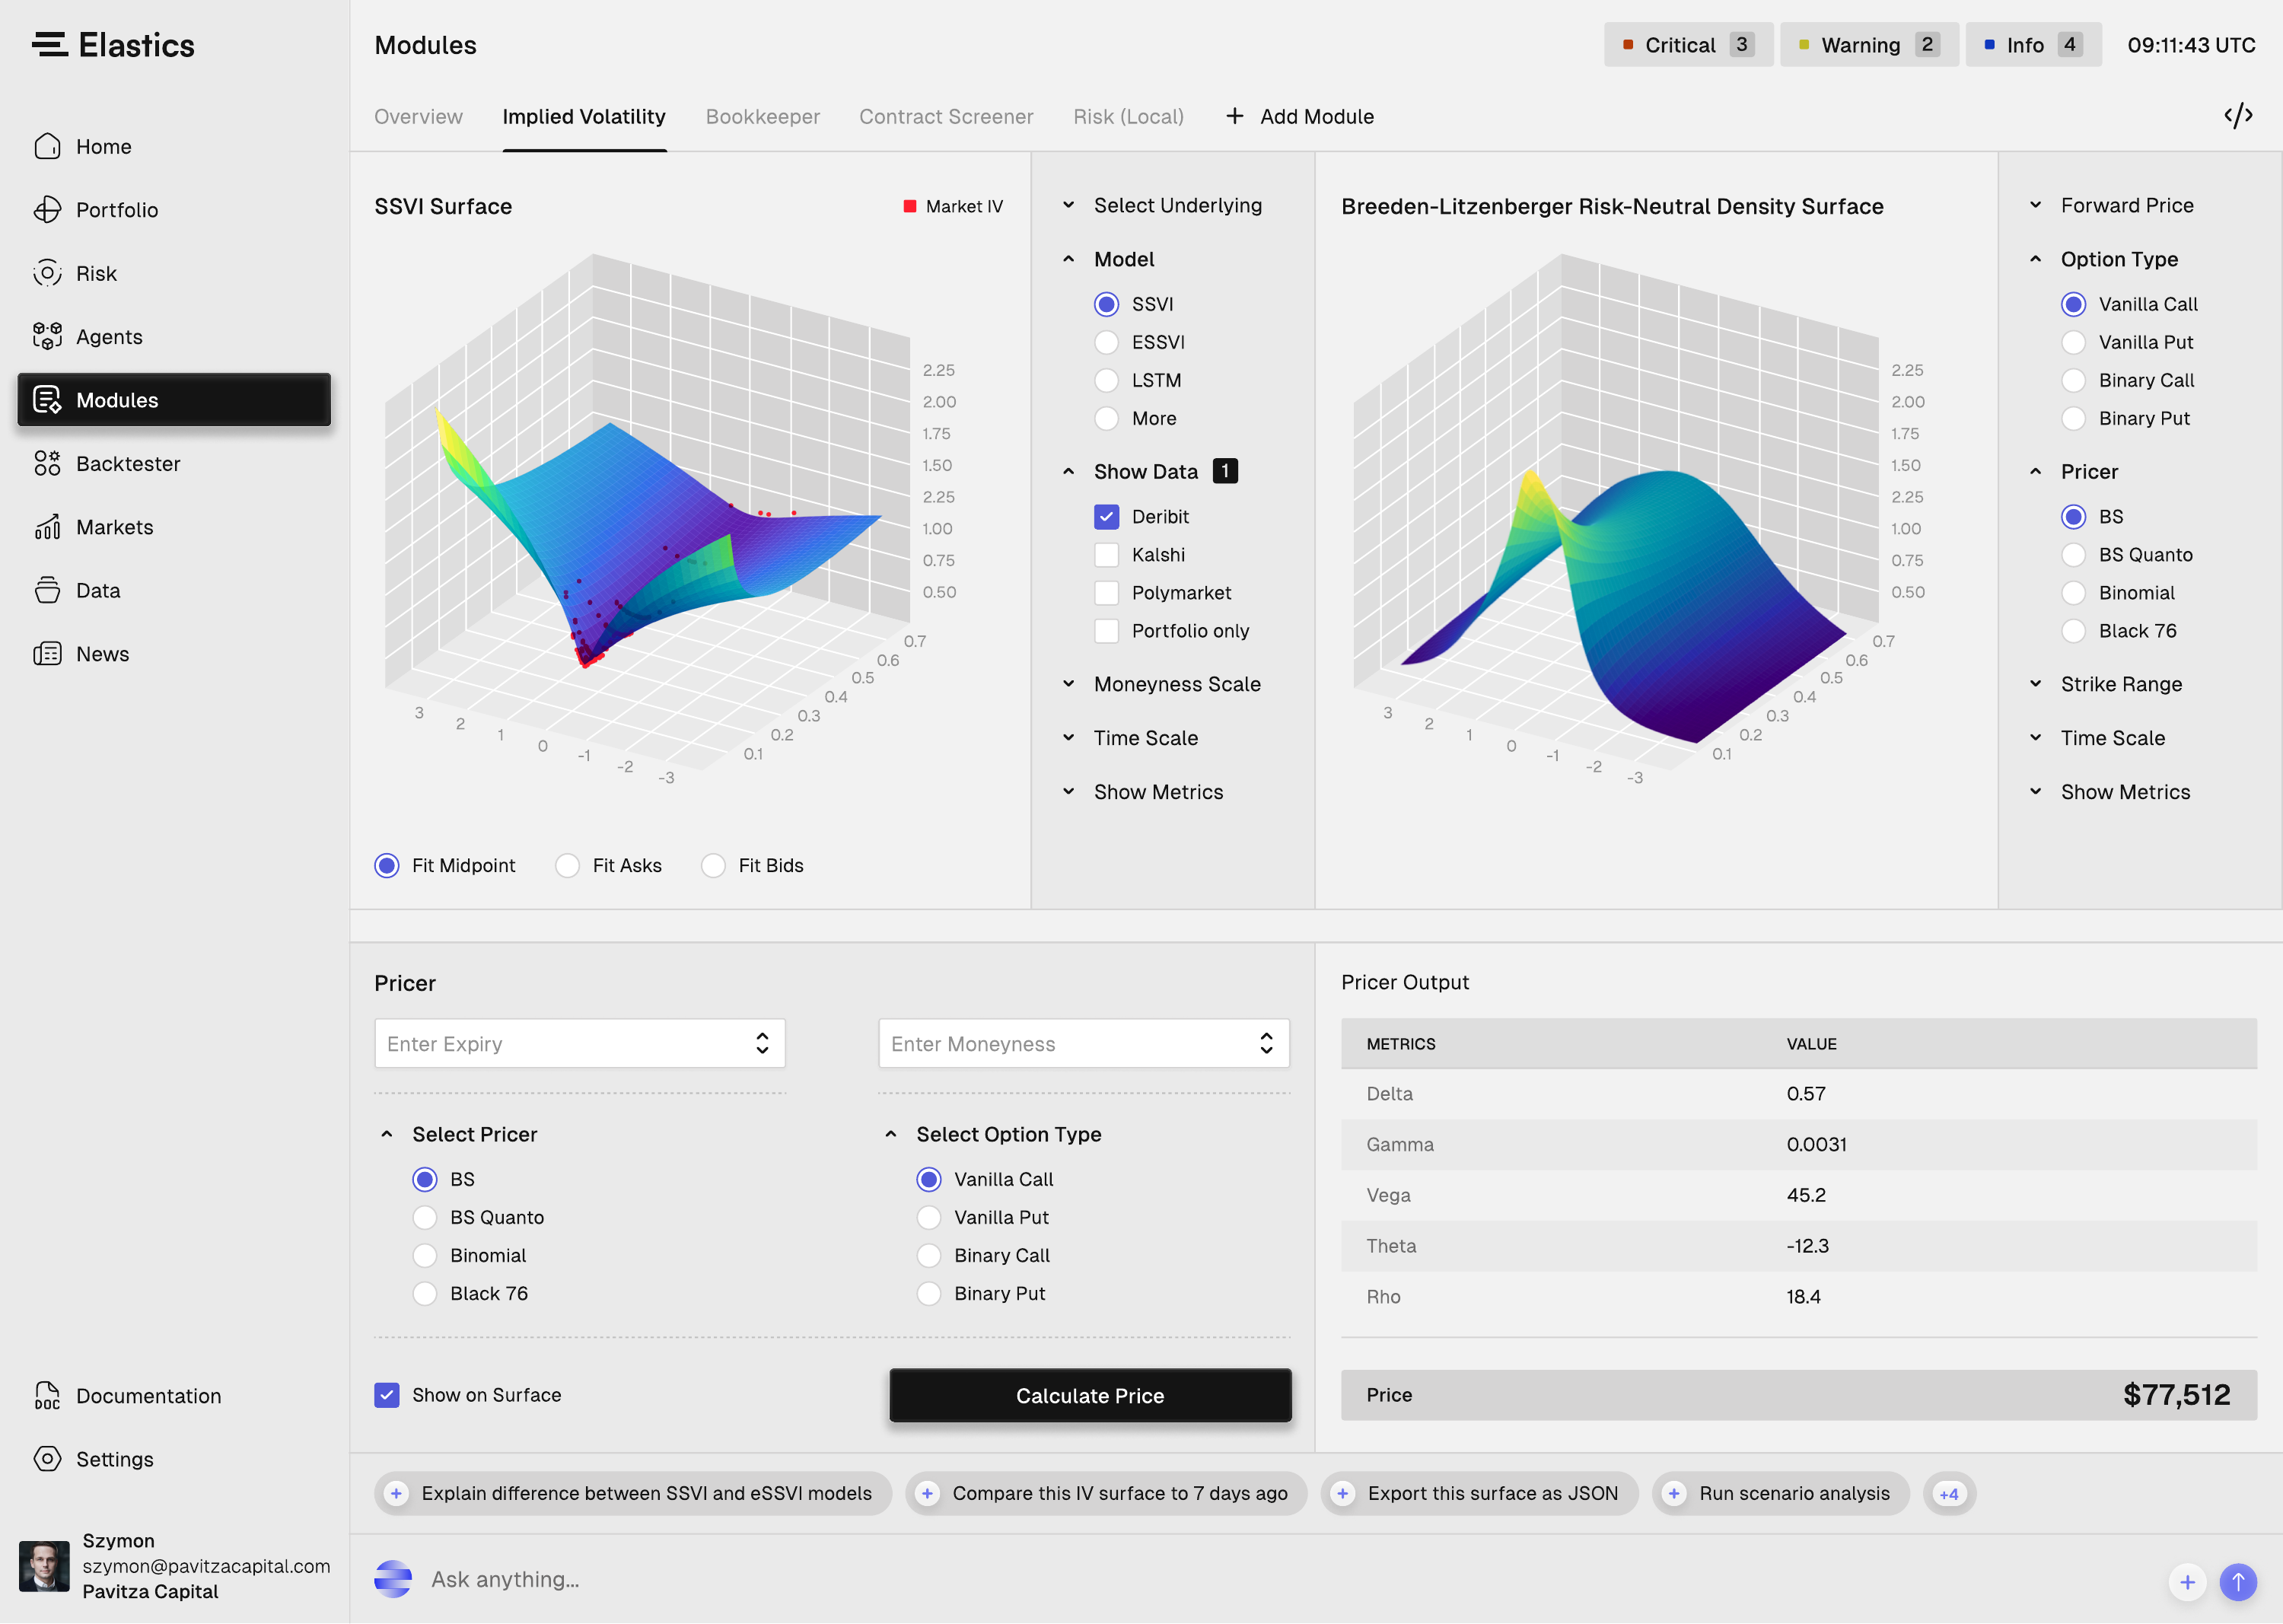 Elastics
Home
Portfolio
Risk
Agents
Modules
Backtester
Markets
Data
News
DOC
Documentation
Settings
Szymon
szymon@pavitzacapital.com
Pavitza Capital
Modules
Critical 3
Warning 2
Info 4
09:11:43 UTC
Overview
Implied Volatility
Bookkeeper
Contract Screener
Risk (Local)
+ Add Module
</>
SSVI Surface
Market IV
2.25
2.00
1.75
1.50
2.25
1.00
0.75
0.50
0.7
0.6
0.5
0.4
0.3
0.2
0.1
3
2
1
0
-1
-2
-3
Fit Midpoint
Fit Asks
Fit Bids
Select Underlying
Model
SSVI
ESSVI
LSTM
More
Show Data 1
Deribit
Kalshi
Polymarket
Portfolio only
Moneyness Scale
Time Scale
Show Metrics
Breeden-Litzenberger Risk-Neutral Density Surface
2.25
2.00
1.75
1.50
2.25
1.00
0.75
0.50
0.7
0.6
0.5
0.4
0.3
0.2
0.1
3
2
1
0
-1
-2
-3
Forward Price
Option Type
Vanilla Call
Vanilla Put
Binary Call
Binary Put
Pricer
BS
BS Quanto
Binomial
Black 76
Strike Range
Time Scale
Show Metrics
Pricer
Enter Expiry
Enter Moneyness
Select Pricer
BS
BS Quanto
Binomial
Black 76
Select Option Type
Vanilla Call
Vanilla Put
Binary Call
Binary Put
Show on Surface
Calculate Price
Pricer Output
METRICS VALUE
Delta 0.57
Gamma 0.0031
Vega 45.2
Theta -12.3
Rho 18.4
Price $77,512
+ Explain difference between SSVI and eSSVI models
+ Compare this IV surface to 7 days ago
+ Export this surface as JSON
+ Run scenario analysis
+4
Ask anything...
+